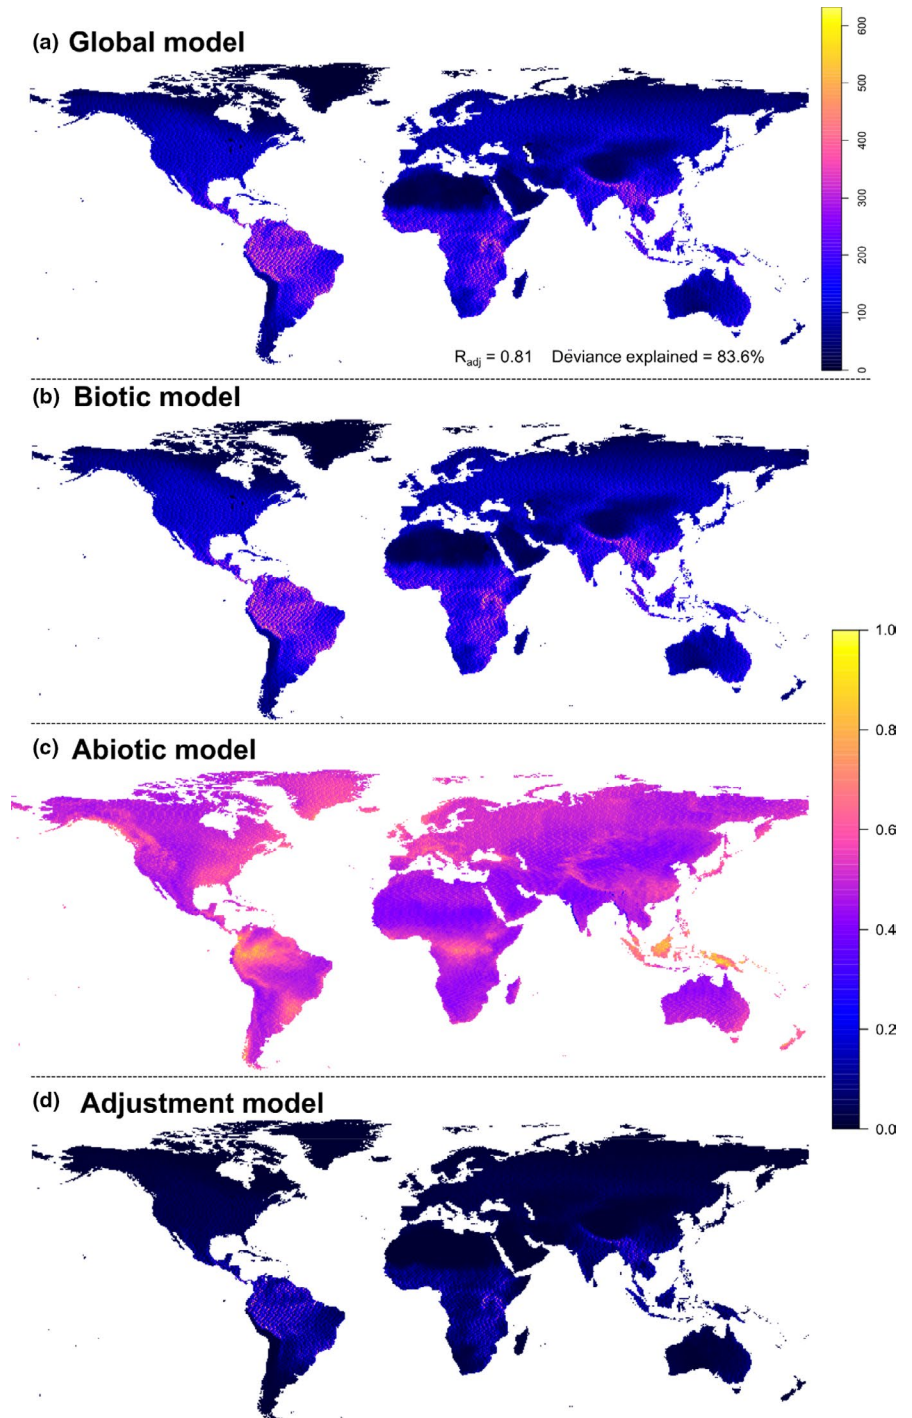 (a) Global model
600
500
400
300
200
100
0
Radj = 0.81 Deviance explained = 83.6%
(b) Biotic model
(c) Abiotic model
1.0
0.8
0.6
0.4
0.2
0.0
(d) Adjustment model